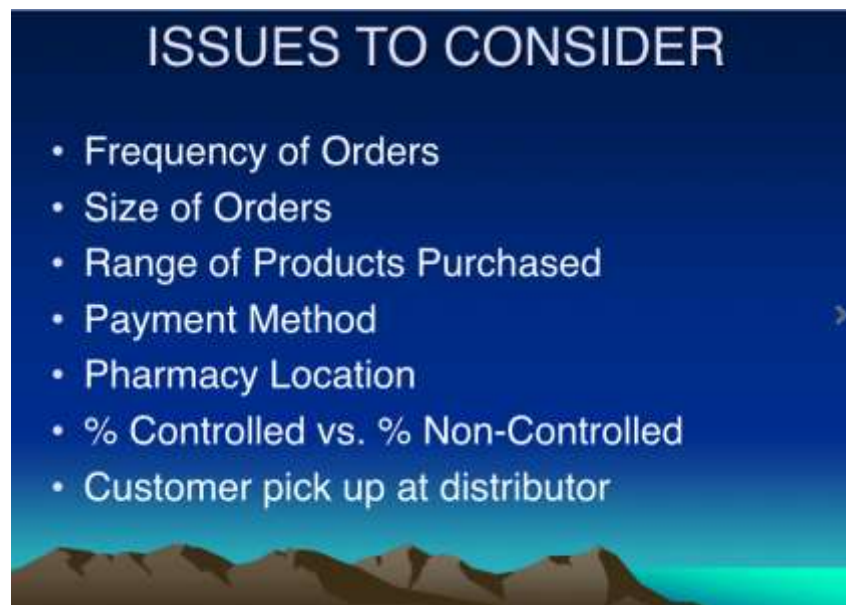 ISSUES TO CONSIDER
• Frequency of Orders
• Size of Orders
• Range of Products Purchased
• Payment Method
• Pharmacy Location
• % Controlled vs. % Non-Controlled
• Customer pick up at distributor